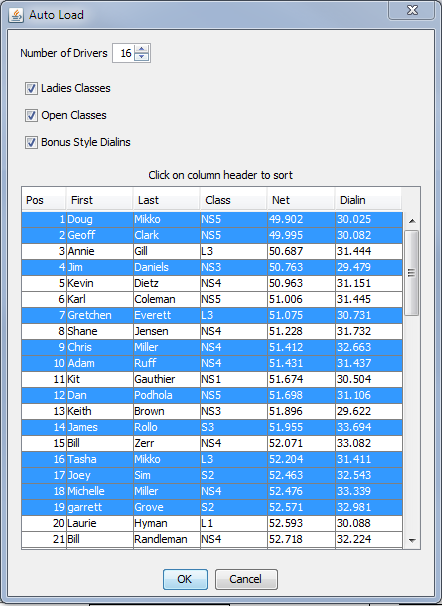 Auto Load
Number of Drivers 16
Ladies Classes
Open Classes
Bonus Style Dialins
Click on column header to sort
Pos First Last Class Net Dialin
1 Doug Mikko NS5 49.902 30.025
2 Geoff Clark NS5 49.995 30.082
3 Annie Gill L3 50.687 31.444
4 Jim Daniels NS3 50.763 29.479
5 Kevin Dietz NS4 50.963 31.151
6 Karl Coleman NS5 51.006 31.445
7 Gretchen Everett L3 51.075 30.731
8 Shane Jensen NS4 51.228 31.732
9 Chris Miller NS4 51.412 32.663
10 Adam Ruff NS4 51.431 31.437
11 Kit Gauthier NS1 51.674 30.504
12 Dan Podhola NS5 51.698 31.106
13 Keith Brown NS3 51.896 29.622
14 James Rollo S3 51.955 33.694
15 Bill Zerr NS4 52.071 33.082
16 Tasha Mikko L3 52.204 31.411
17 Joey Sim S2 52.463 32.543
18 Michelle Miller NS4 52.476 33.339
19 garrett Grove S2 52.571 32.981
20 Laurie Hyman L1 52.593 30.088
21 Bill Randleman NS4 52.718 32.224
OK Cancel